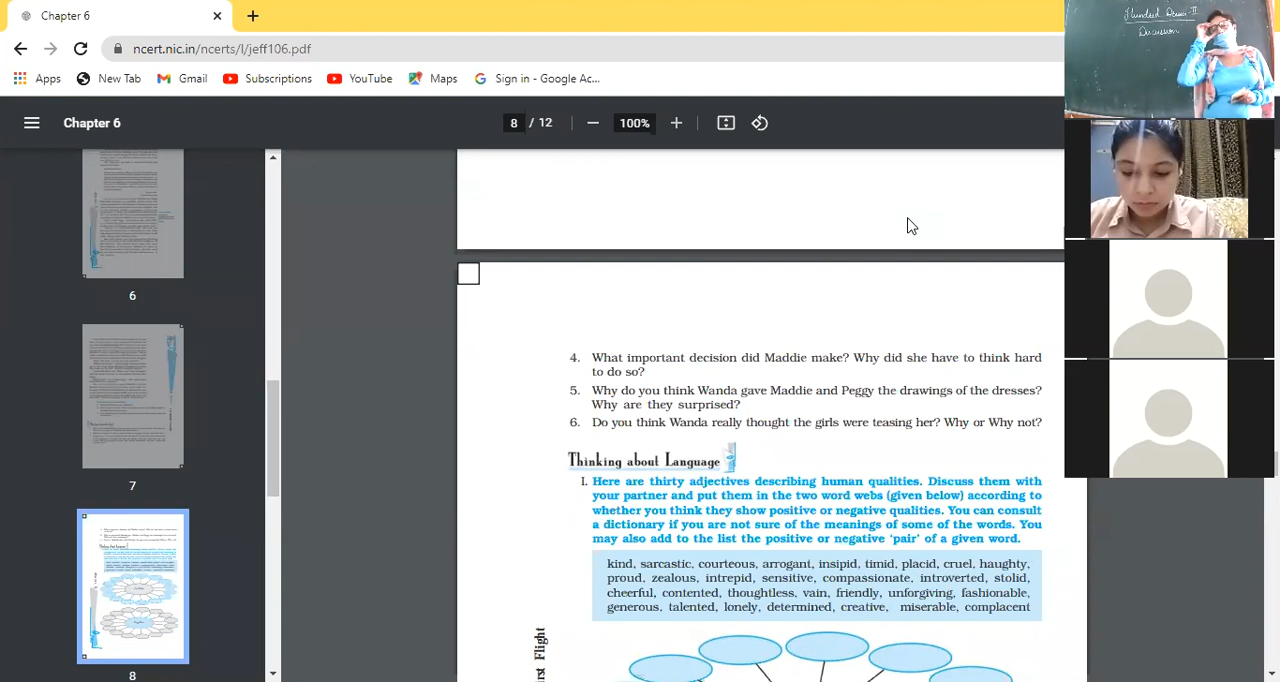 Chapter 6
ncert.nic.in/ncerts/l/jeff106.pdf
Apps New Tab Gmail Subscriptions YouTube Maps Sign in - Google Ac...
Chapter 6
8 / 12
100%
Hundred Dresses-II
Discussion
6
7
8
4. What important decision did Maddie make? Why did she have to think hard
to do so?
5. Why do you think Wanda gave Maddie and Peggy the drawings of the dresses?
Why are they surprised?
6. Do you think Wanda really thought the girls were teasing her? Why or Why not?
Thinking about Language
I. Here are thirty adjectives describing human qualities. Discuss them with
your partner and put them in the two word webs (given below) according to
whether you think they show positive or negative qualities. You can consult
a dictionary if you are not sure of the meanings of some of the words. You
may also add to the list the positive or negative ‘pair’ of a given word.
kind, sarcastic, courteous, arrogant, insipid, timid, placid, cruel, haughty,
proud, zealous, intrepid, sensitive, compassionate, introverted, stolid,
cheerful, contented, thoughtless, vain, friendly, unforgiving, fashionable,
generous, talented, lonely, determined, creative, miserable, complacent
Flight